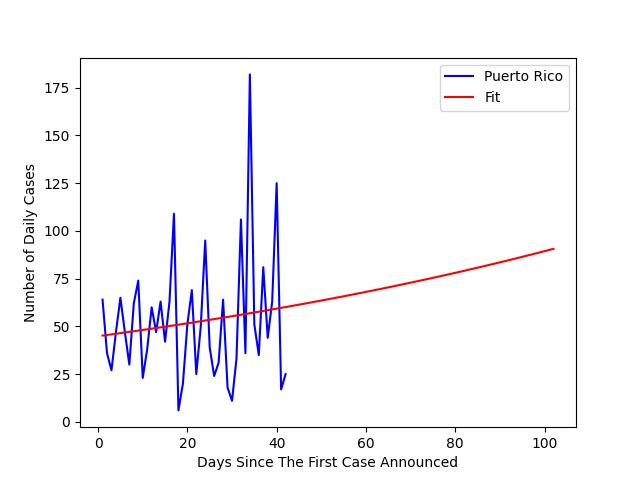 Puerto Rico
Fit
175
150
125
100
75
50
25
0
Number of Daily Cases
0 20 40 60 80 100
Days Since The First Case Announced